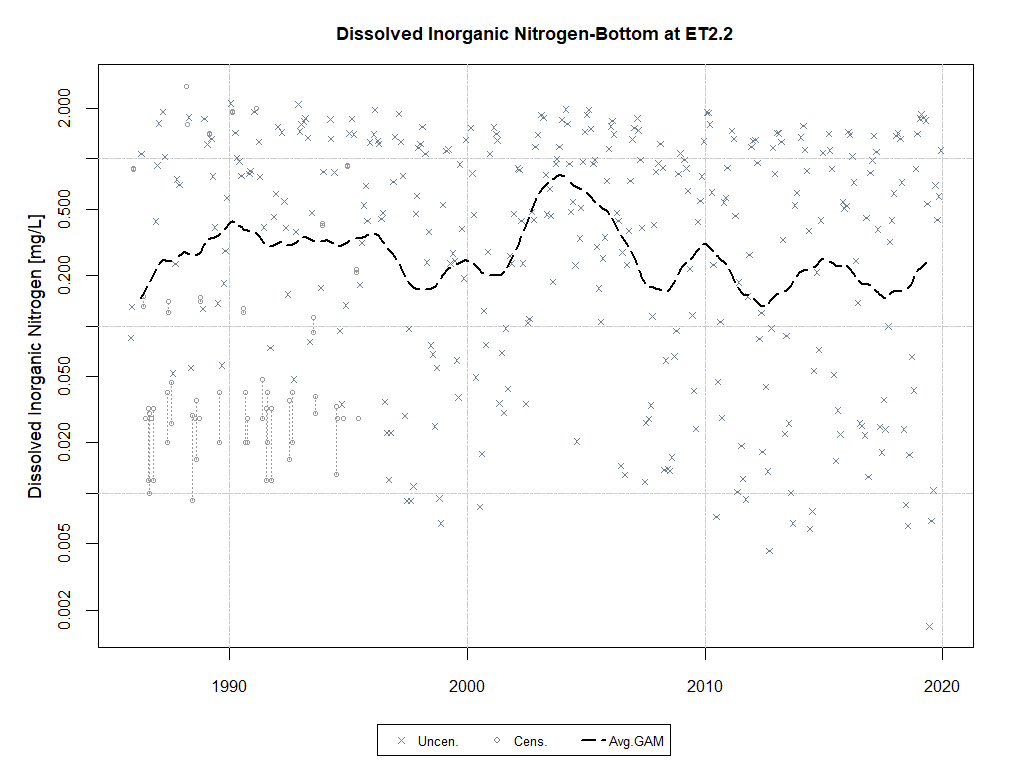 Dissolved Inorganic Nitrogen-Bottom at ET2.2
Dissolved Inorganic Nitrogen [mg/L]
2.000
0.500
0.200
0.050
0.020
0.005
0.002
1990 2000 2010 2020
Uncen. Cens. Avg.GAM